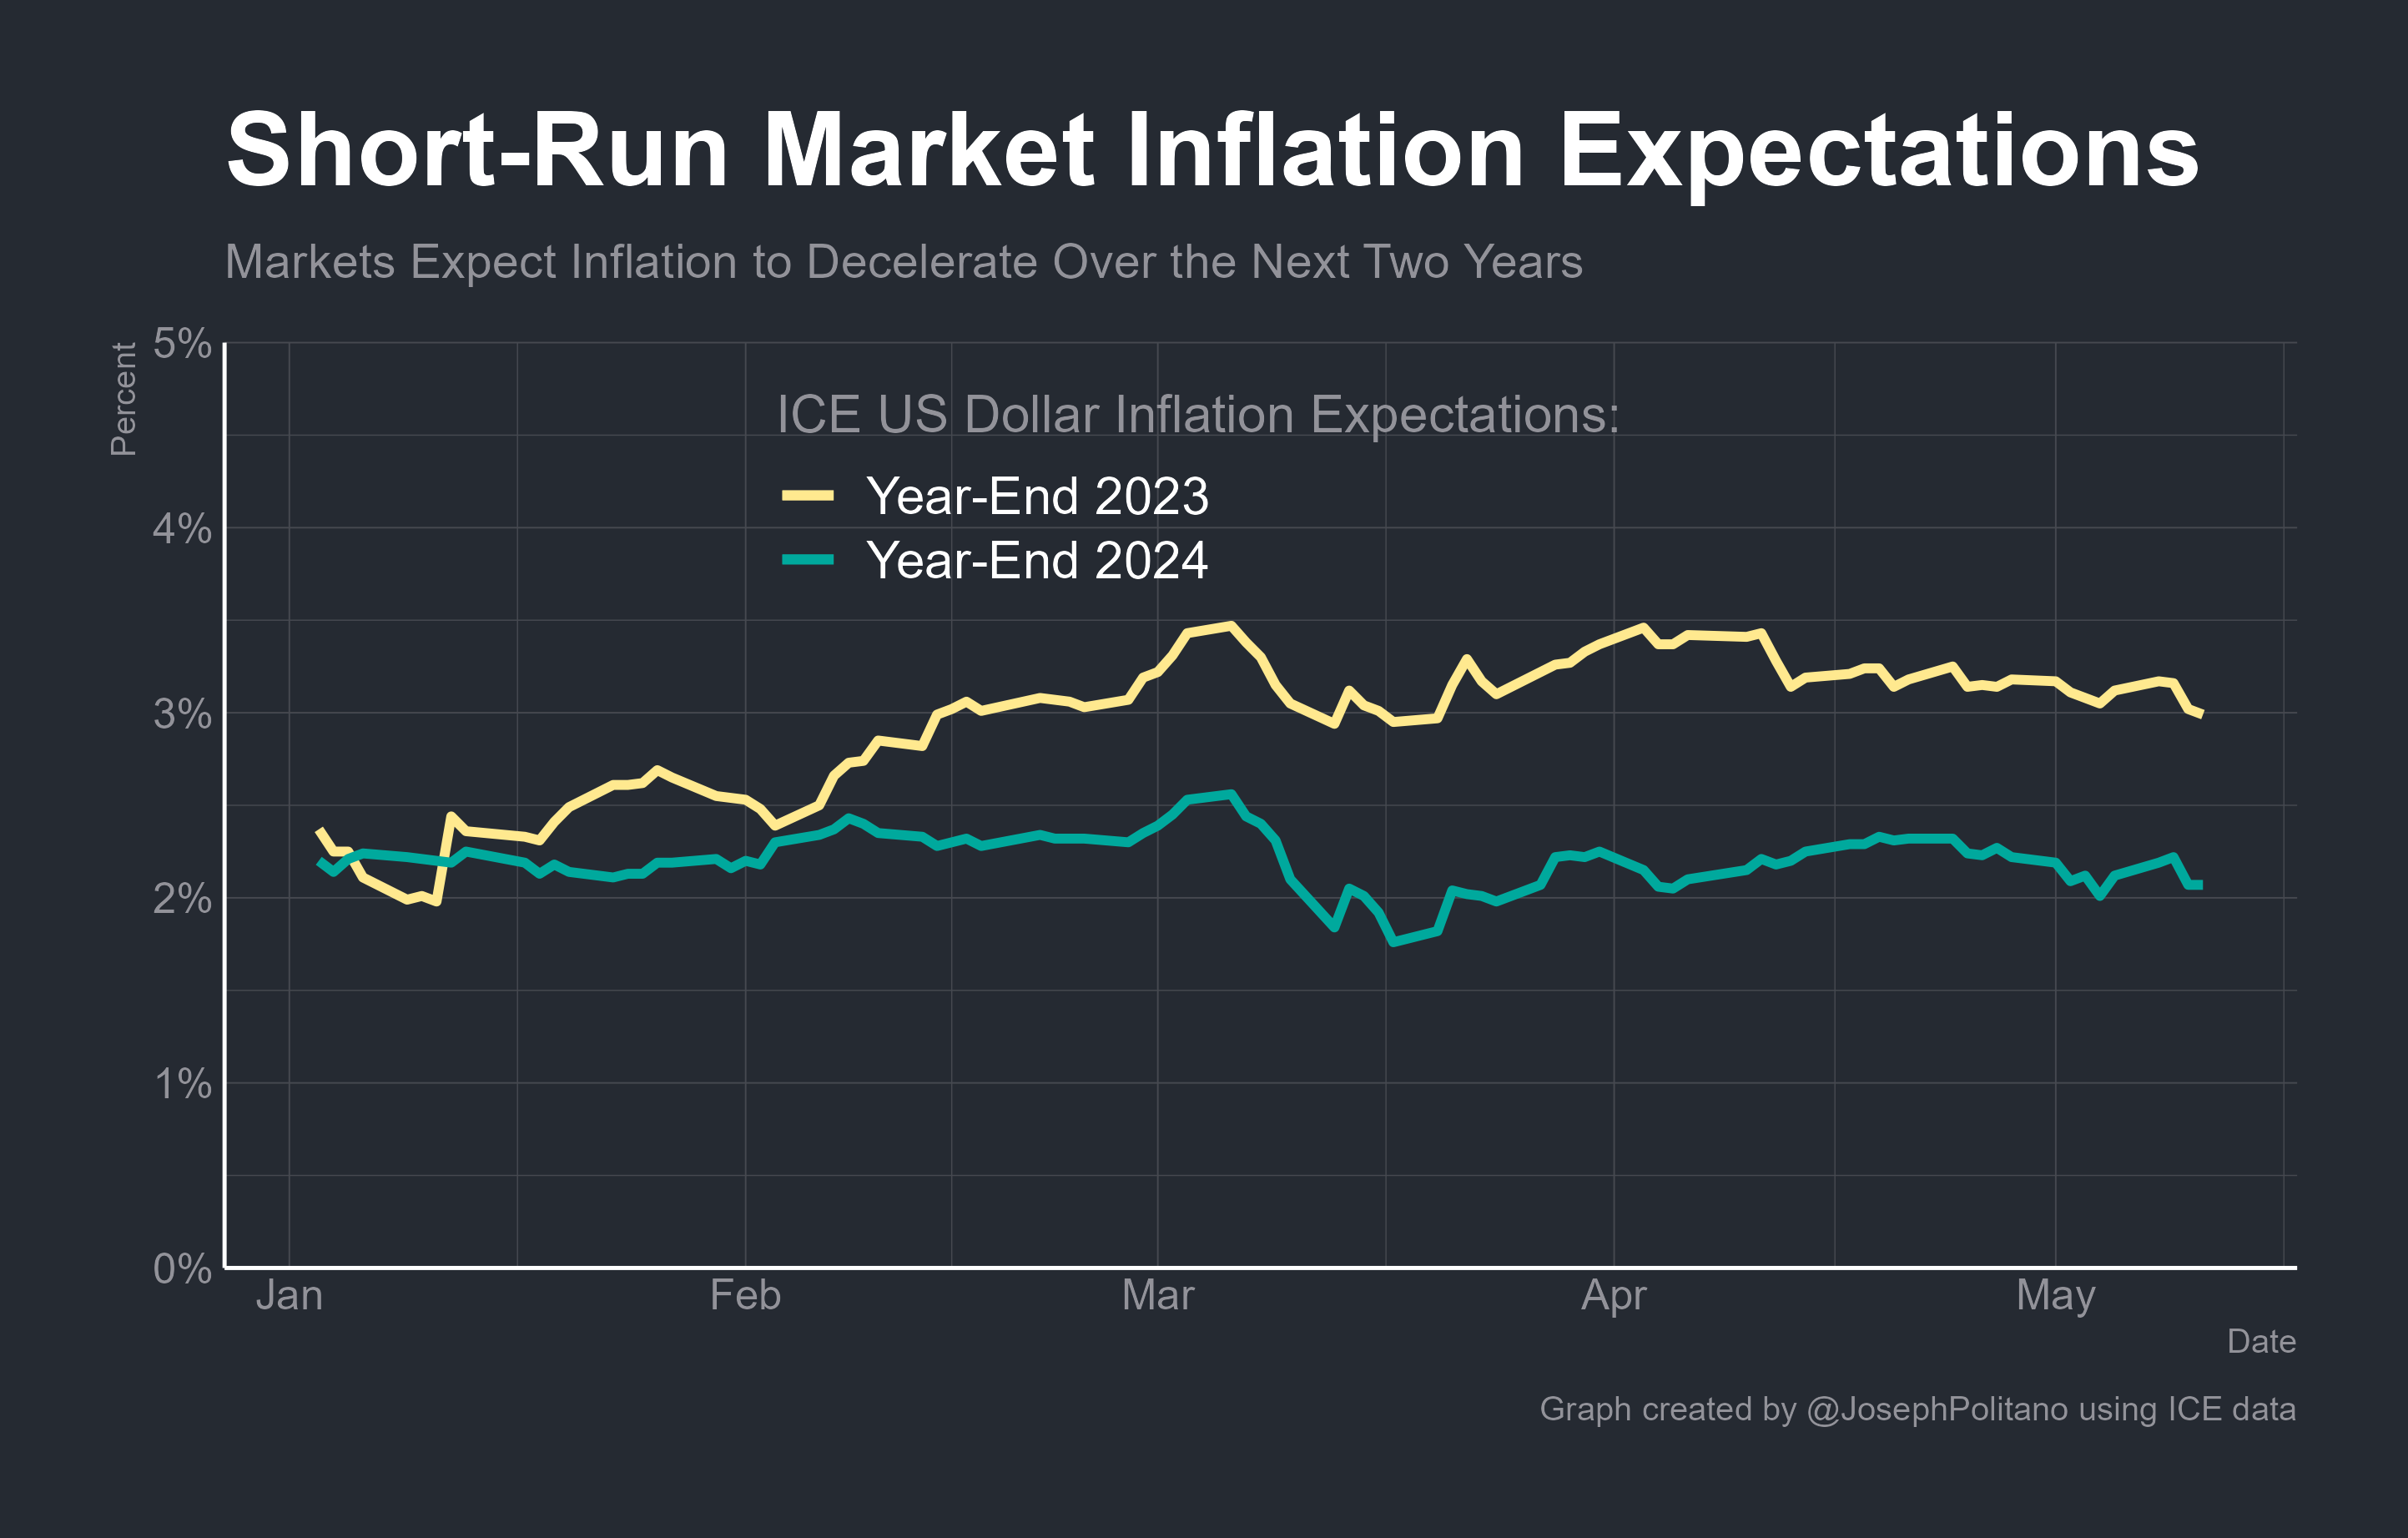 Short-Run Market Inflation Expectations
Markets Expect Inflation to Decelerate Over the Next Two Years
Percent
5%
ICE US Dollar Inflation Expectations:
Year-End 2023
Year-End 2024
4%
3%
2%
1%
0%
Jan Feb Mar Apr May
Date
Graph created by @JosephPolitano using ICE data